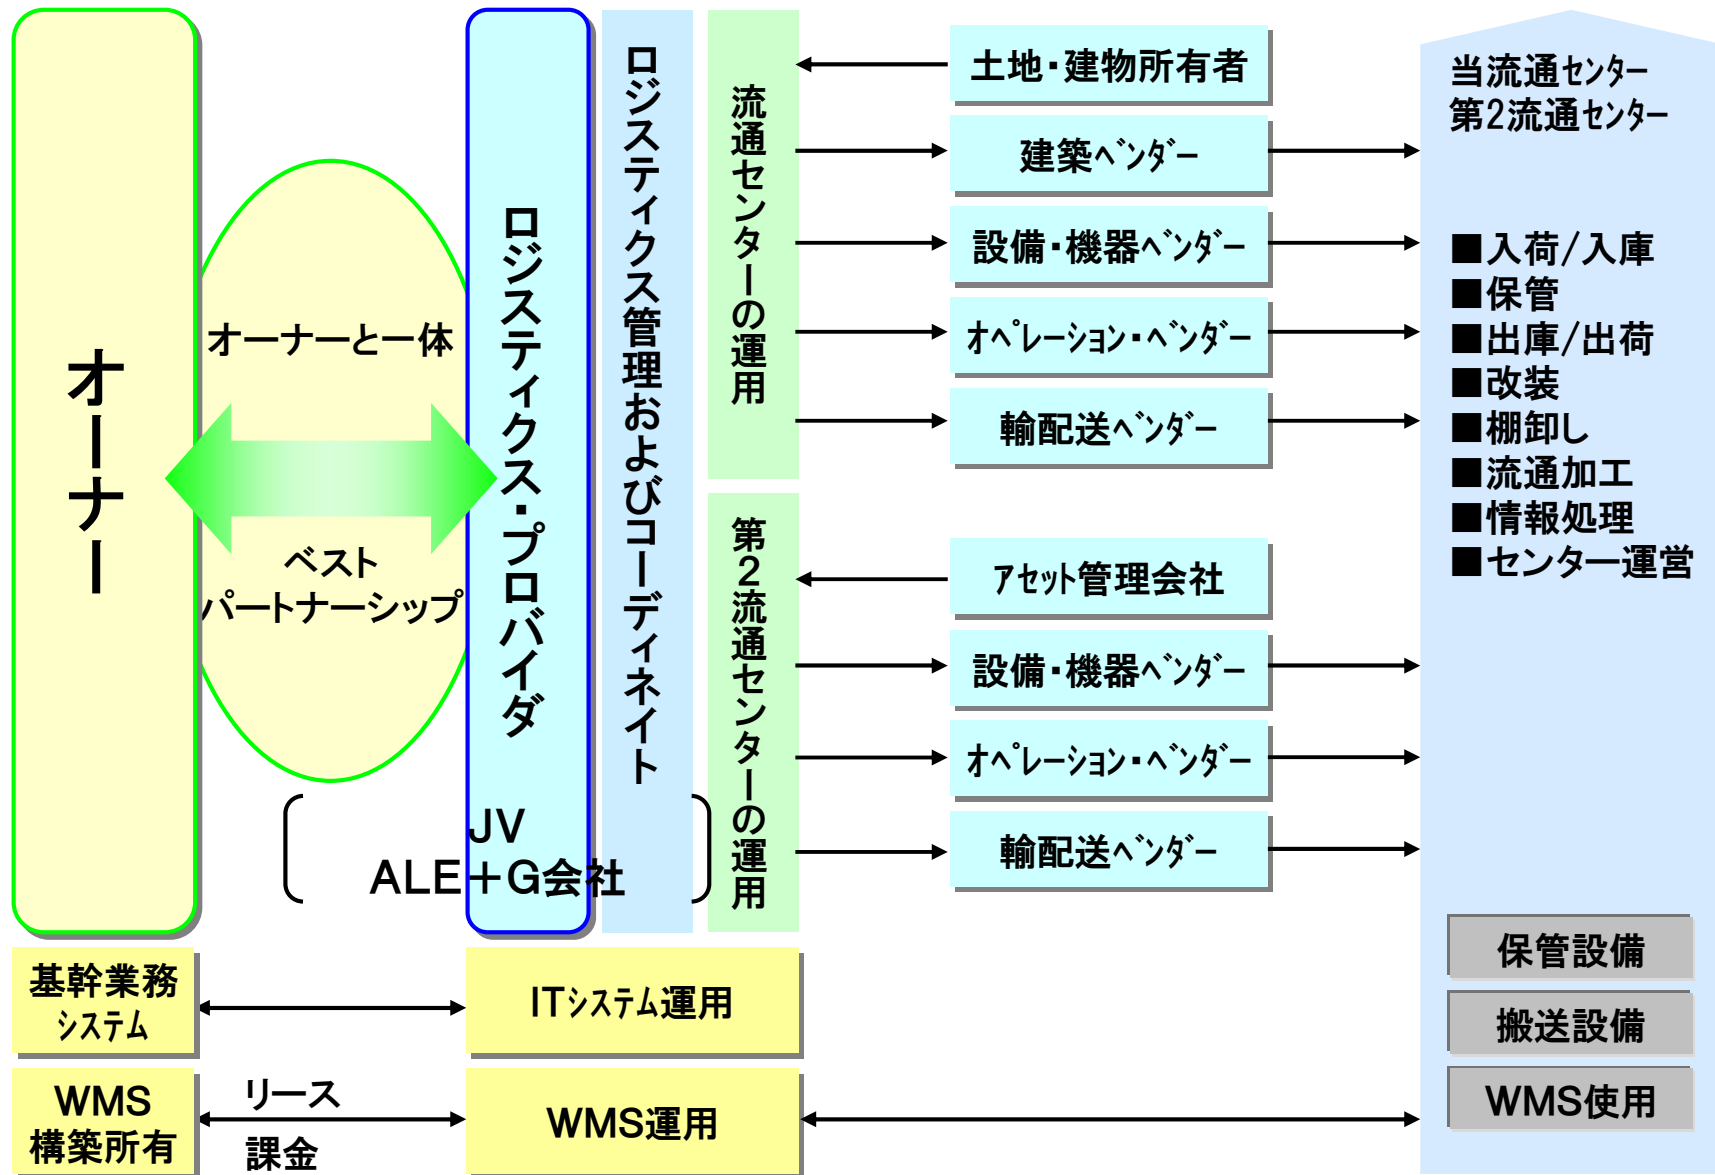 オーナー
オーナーと一体
ベスト
パートナーシップ
ロジスティクス・プロバイダ
JV
ALE＋G会社
ロジスティクス管理およびコーディネイト
流通センターの運用
第２流通センターの運用
土地・建物所有者
建築ﾍﾞﾝﾀﾞｰ
設備・機器ﾍﾞﾝﾀﾞｰ
ｵﾍﾟﾚｰｼｮﾝ・ﾍﾞﾝﾀﾞｰ
輸配送ﾍﾞﾝﾀﾞｰ
ｱｾｯﾄ管理会社
設備・機器ﾍﾞﾝﾀﾞｰ
ｵﾍﾟﾚｰｼｮﾝ・ﾍﾞﾝﾀﾞｰ
輸配送ﾍﾞﾝﾀﾞｰ
当流通ｾﾝﾀｰ
第2流通ｾﾝﾀｰ
■入荷/入庫
■保管
■出庫/出荷
■改装
■棚卸し
■流通加工
■情報処理
■センター運営
保管設備
搬送設備
WMS使用
基幹業務
ｼｽﾃﾑ
ITｼｽﾃﾑ運用
WMS
構築所有
リース
課金
WMS運用